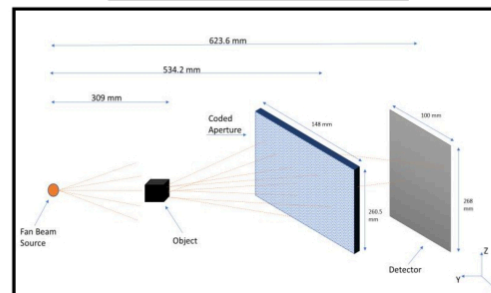 623.6 mm
534.2 mm
309 mm
Coded
Aperture
148 mm
100 mm
260.5
mm
268
mm
Fan Beam
Source
Object
Detector
Z
Y